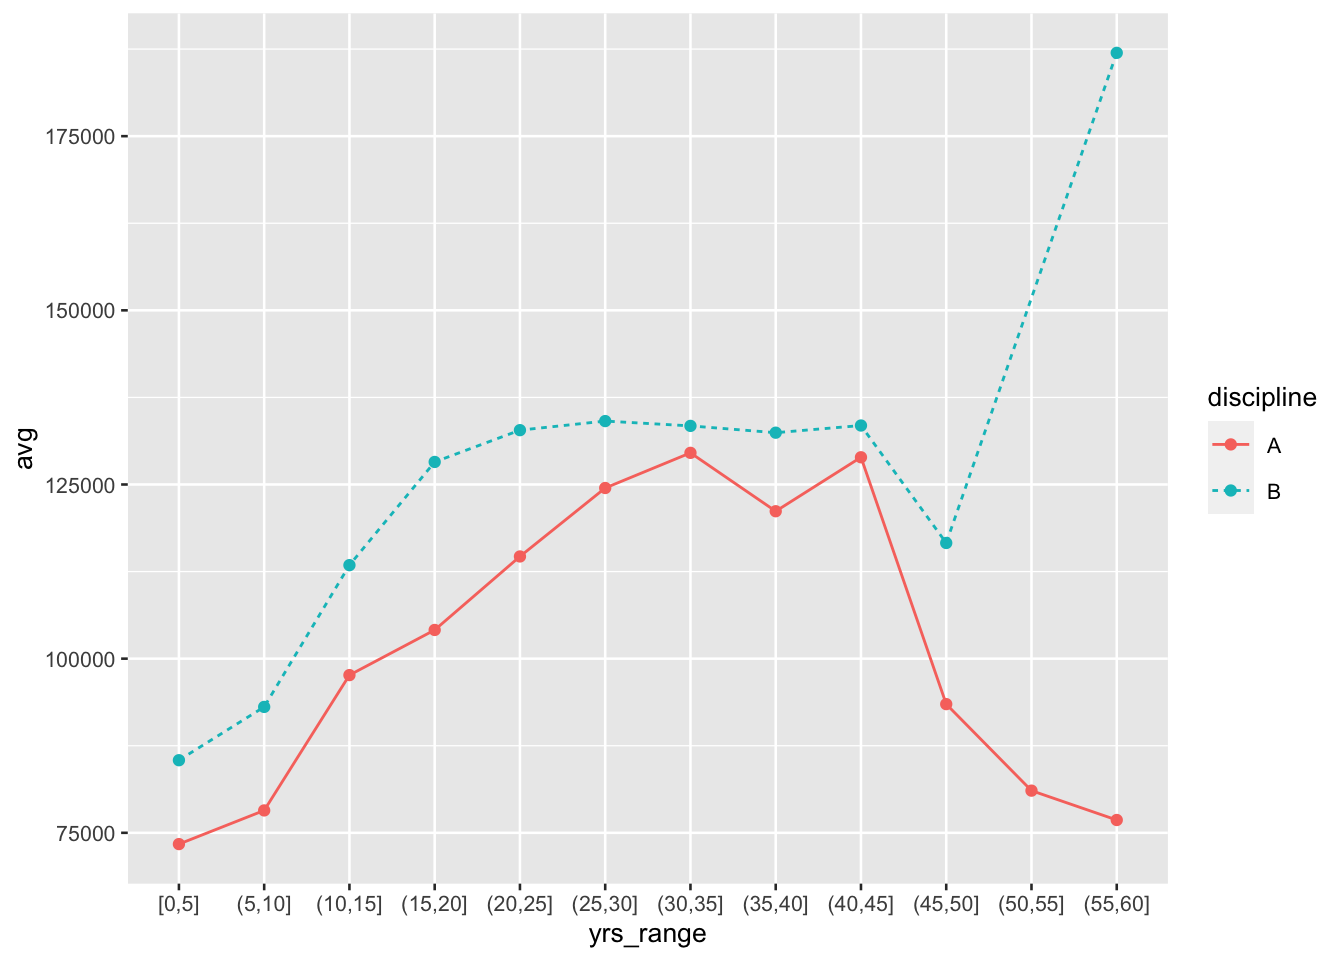 175000
150000
125000
100000
75000
avg
[0,5] (5,10] (10,15] (15,20] (20,25] (25,30] (30,35] (35,40] (40,45] (45,50] (50,55] (55,60]
yrs_range
discipline
A
B